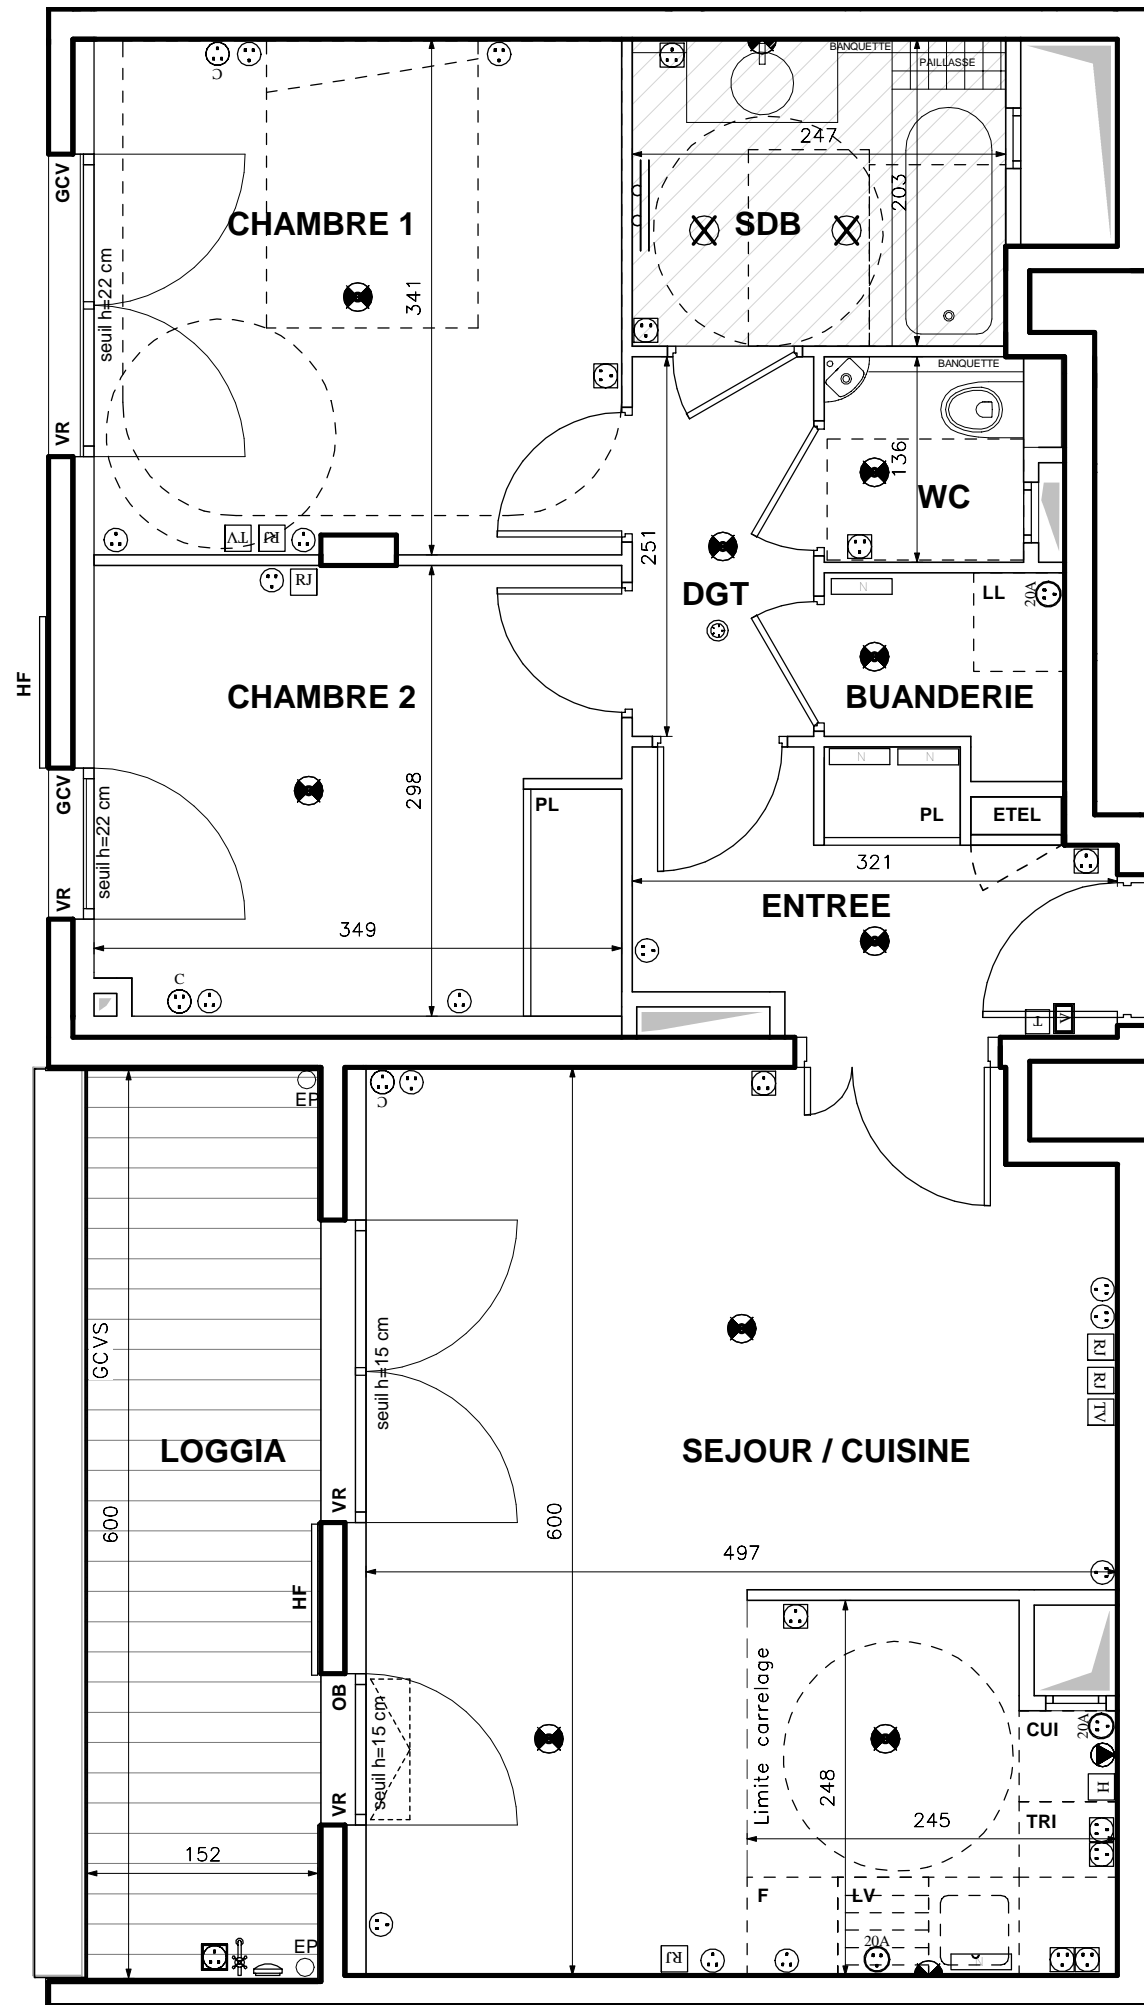 C
BANQUETTE
PAILLASSE
247
GCV
203
CHAMBRE 1
SDB
seuil h=22 cm
341
BANQUETTE
VR
136
WC
TV
RJ
RJ
251
N
LL
20A
DGT
HF
CHAMBRE 2
BUANDERIE
GCV
298
N
N
PL
PL
ETEL
seuil h=22 cm
321
VR
ENTREE
349
C
T
V
EP
C
GCVS
seuil h=15 cm
RJ
RJ
TV
LOGGIA
SEJOUR / CUISINE
VR
600
600
497
HF
Limite carrelage
OB
CUI
20A
seuil h=15 cm
H
248
VR
245
TRI
152
F
LV
20A
EP
RJ